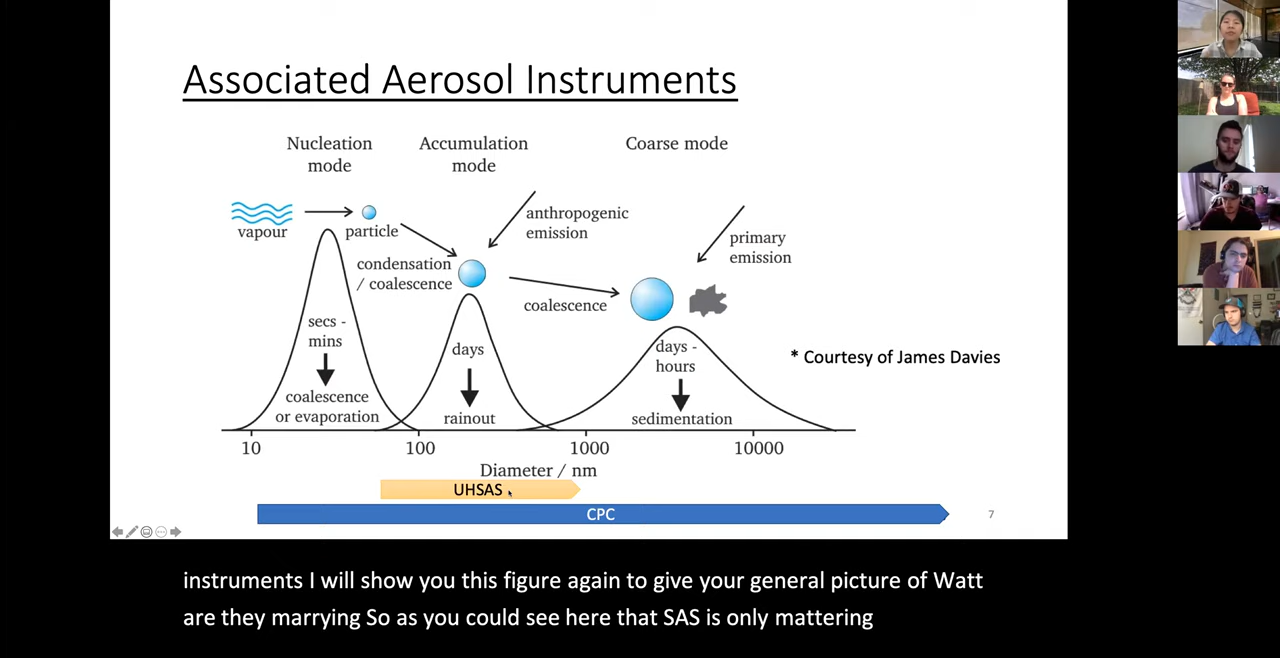 Associated Aerosol Instruments
Nucleation
mode
Accumulation
mode
Coarse mode
vapour
particle
condensation
/ coalescence
anthropogenic
emission
coalescence
primary
emission
secs -
mins
coalescence
or evaporation
days
rainout
days -
hours
sedimentation
* Courtesy of James Davies
10
100
1000
10000
Diameter / nm
UHSAS
CPC
7
instruments I will show you this figure again to give your general picture of Watt
are they marrying So as you could see here that SAS is only mattering